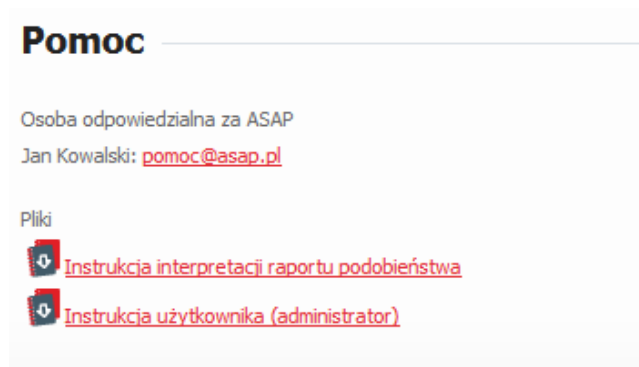 Pomoc
Osoba odpowiedzialna za ASAP
Jan Kowalski: pomoc@asap.pl
Pliki
Instrukcja interpretacji raportu podobieństwa
Instrukcja użytkownika (administrator)